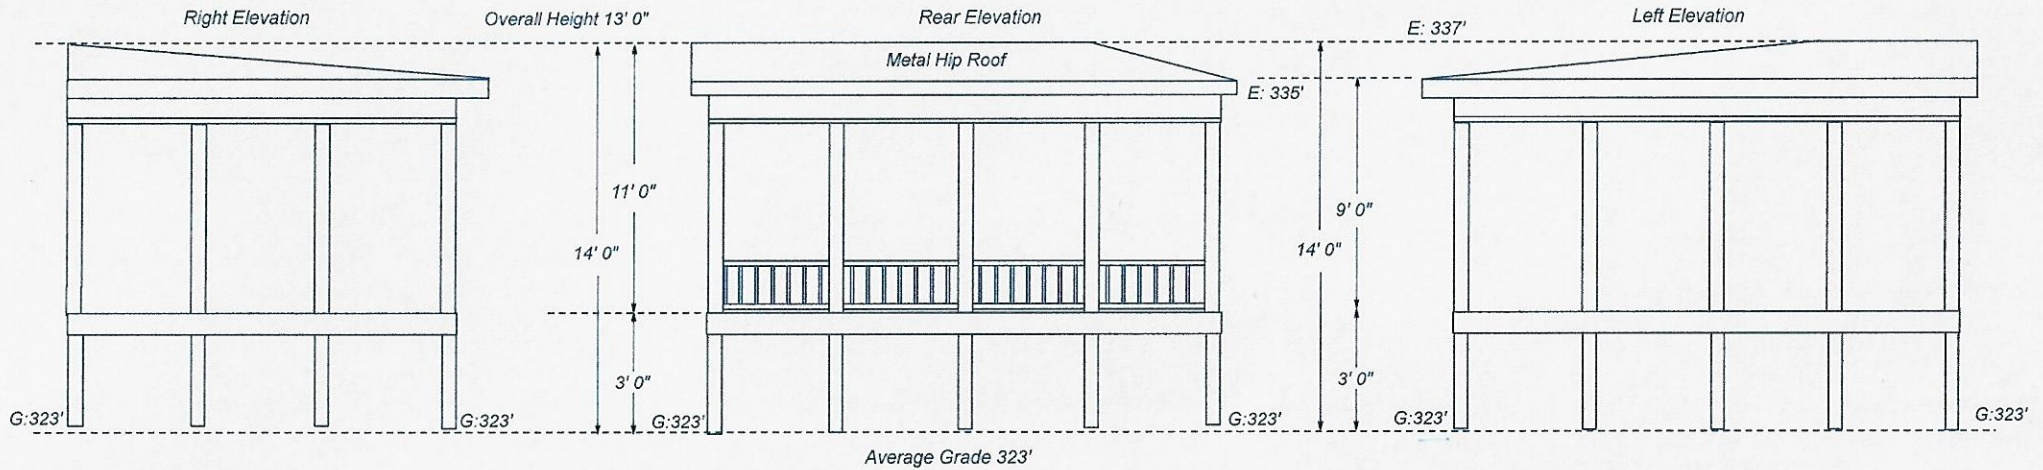 Right Elevation
Overall Height 13' 0"
Rear Elevation
Left Elevation
E: 337'
Metal Hip Roof
E: 335'
11' 0"
9' 0"
14' 0"
14' 0"
3' 0"
3' 0"
G:323'
G:323'
G:323'
G:323'
G:323'
G:323'
Average Grade 323'